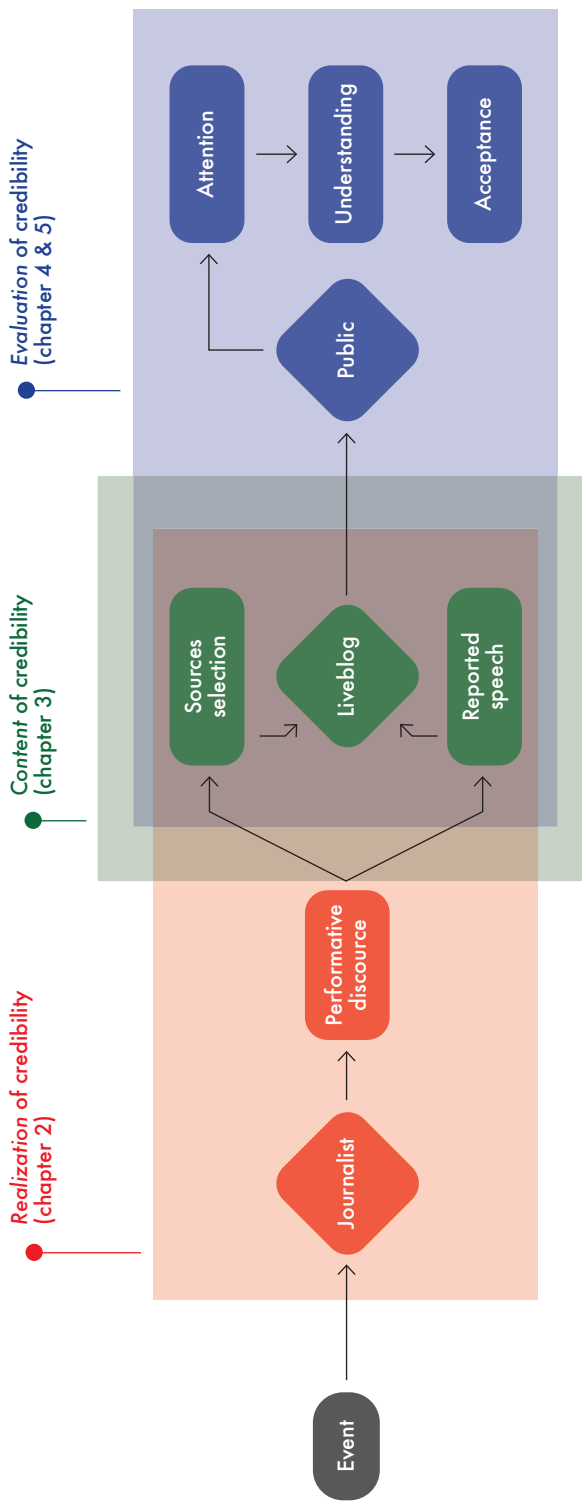 Realization of credibility
(chapter 2)
Content of credibility
(chapter 3)
Evaluation of credibility
(chapter 4 & 5)
Event
Journalist
Performative
discource
Sources
selection
Liveblog
Reported
speech
Public
Attention
Understanding
Acceptance